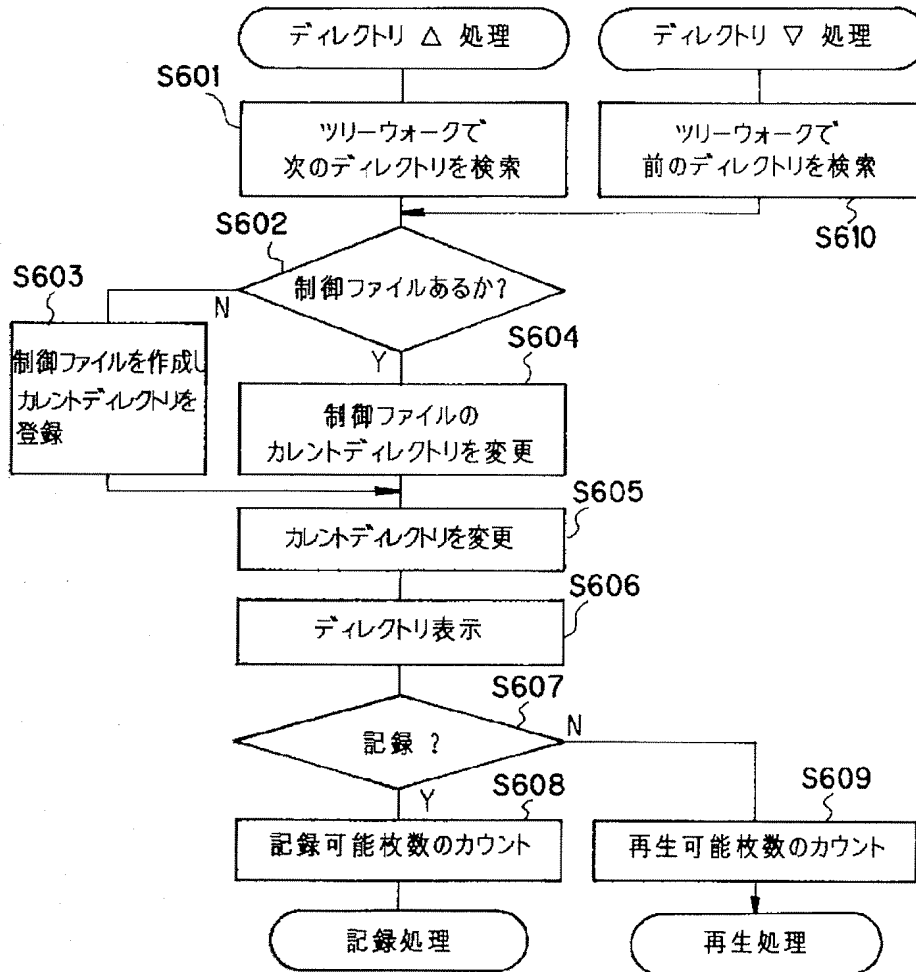 ディレクトリ △ 処理
ディレクトリ ▽ 処理
S601
ツリーウォークで
次のディレクトリを検索
ツリーウォークで
前のディレクトリを検索
S610
S602
制御ファイルあるか?
N
Y
S603
制御ファイルを作成し
カレントディレクトリを
登録
S604
制御ファイルの
カレントディレクトリを変更
S605
カレントディレクトリを変更
S606
ディレクトリ表示
S607
記録 ?
N
Y
S608
記録可能枚数のカウント
S609
再生可能枚数のカウント
記録処理
再生処理